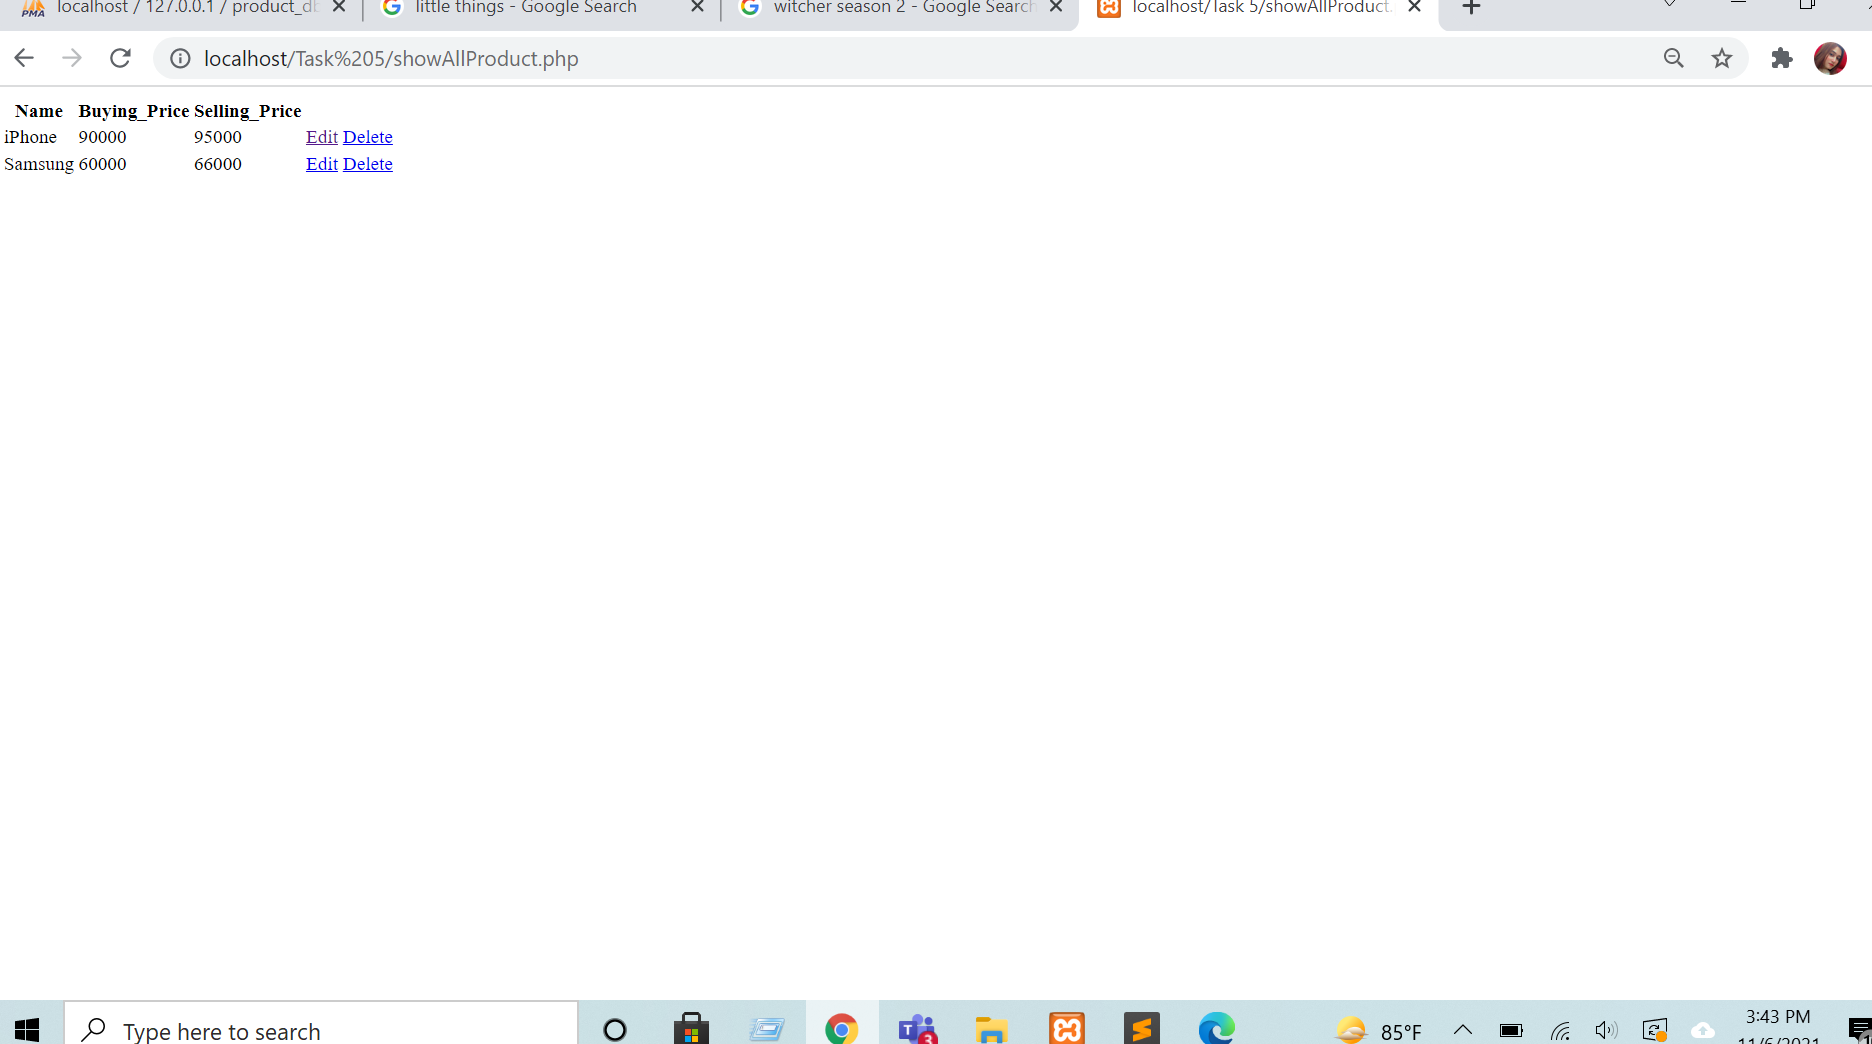 PMA localhost / 127.0.0.1 / product_db little things - Google Search witcher season 2 - Google Search localhost/Task 5/showAllProduct.
localhost/Task%205/showAllProduct.php
Name Buying_Price Selling_Price
iPhone 90000 95000 Edit Delete
Samsung 60000 66000 Edit Delete
Type here to search
T 3
85°F
3:43 PM
11/6/2021